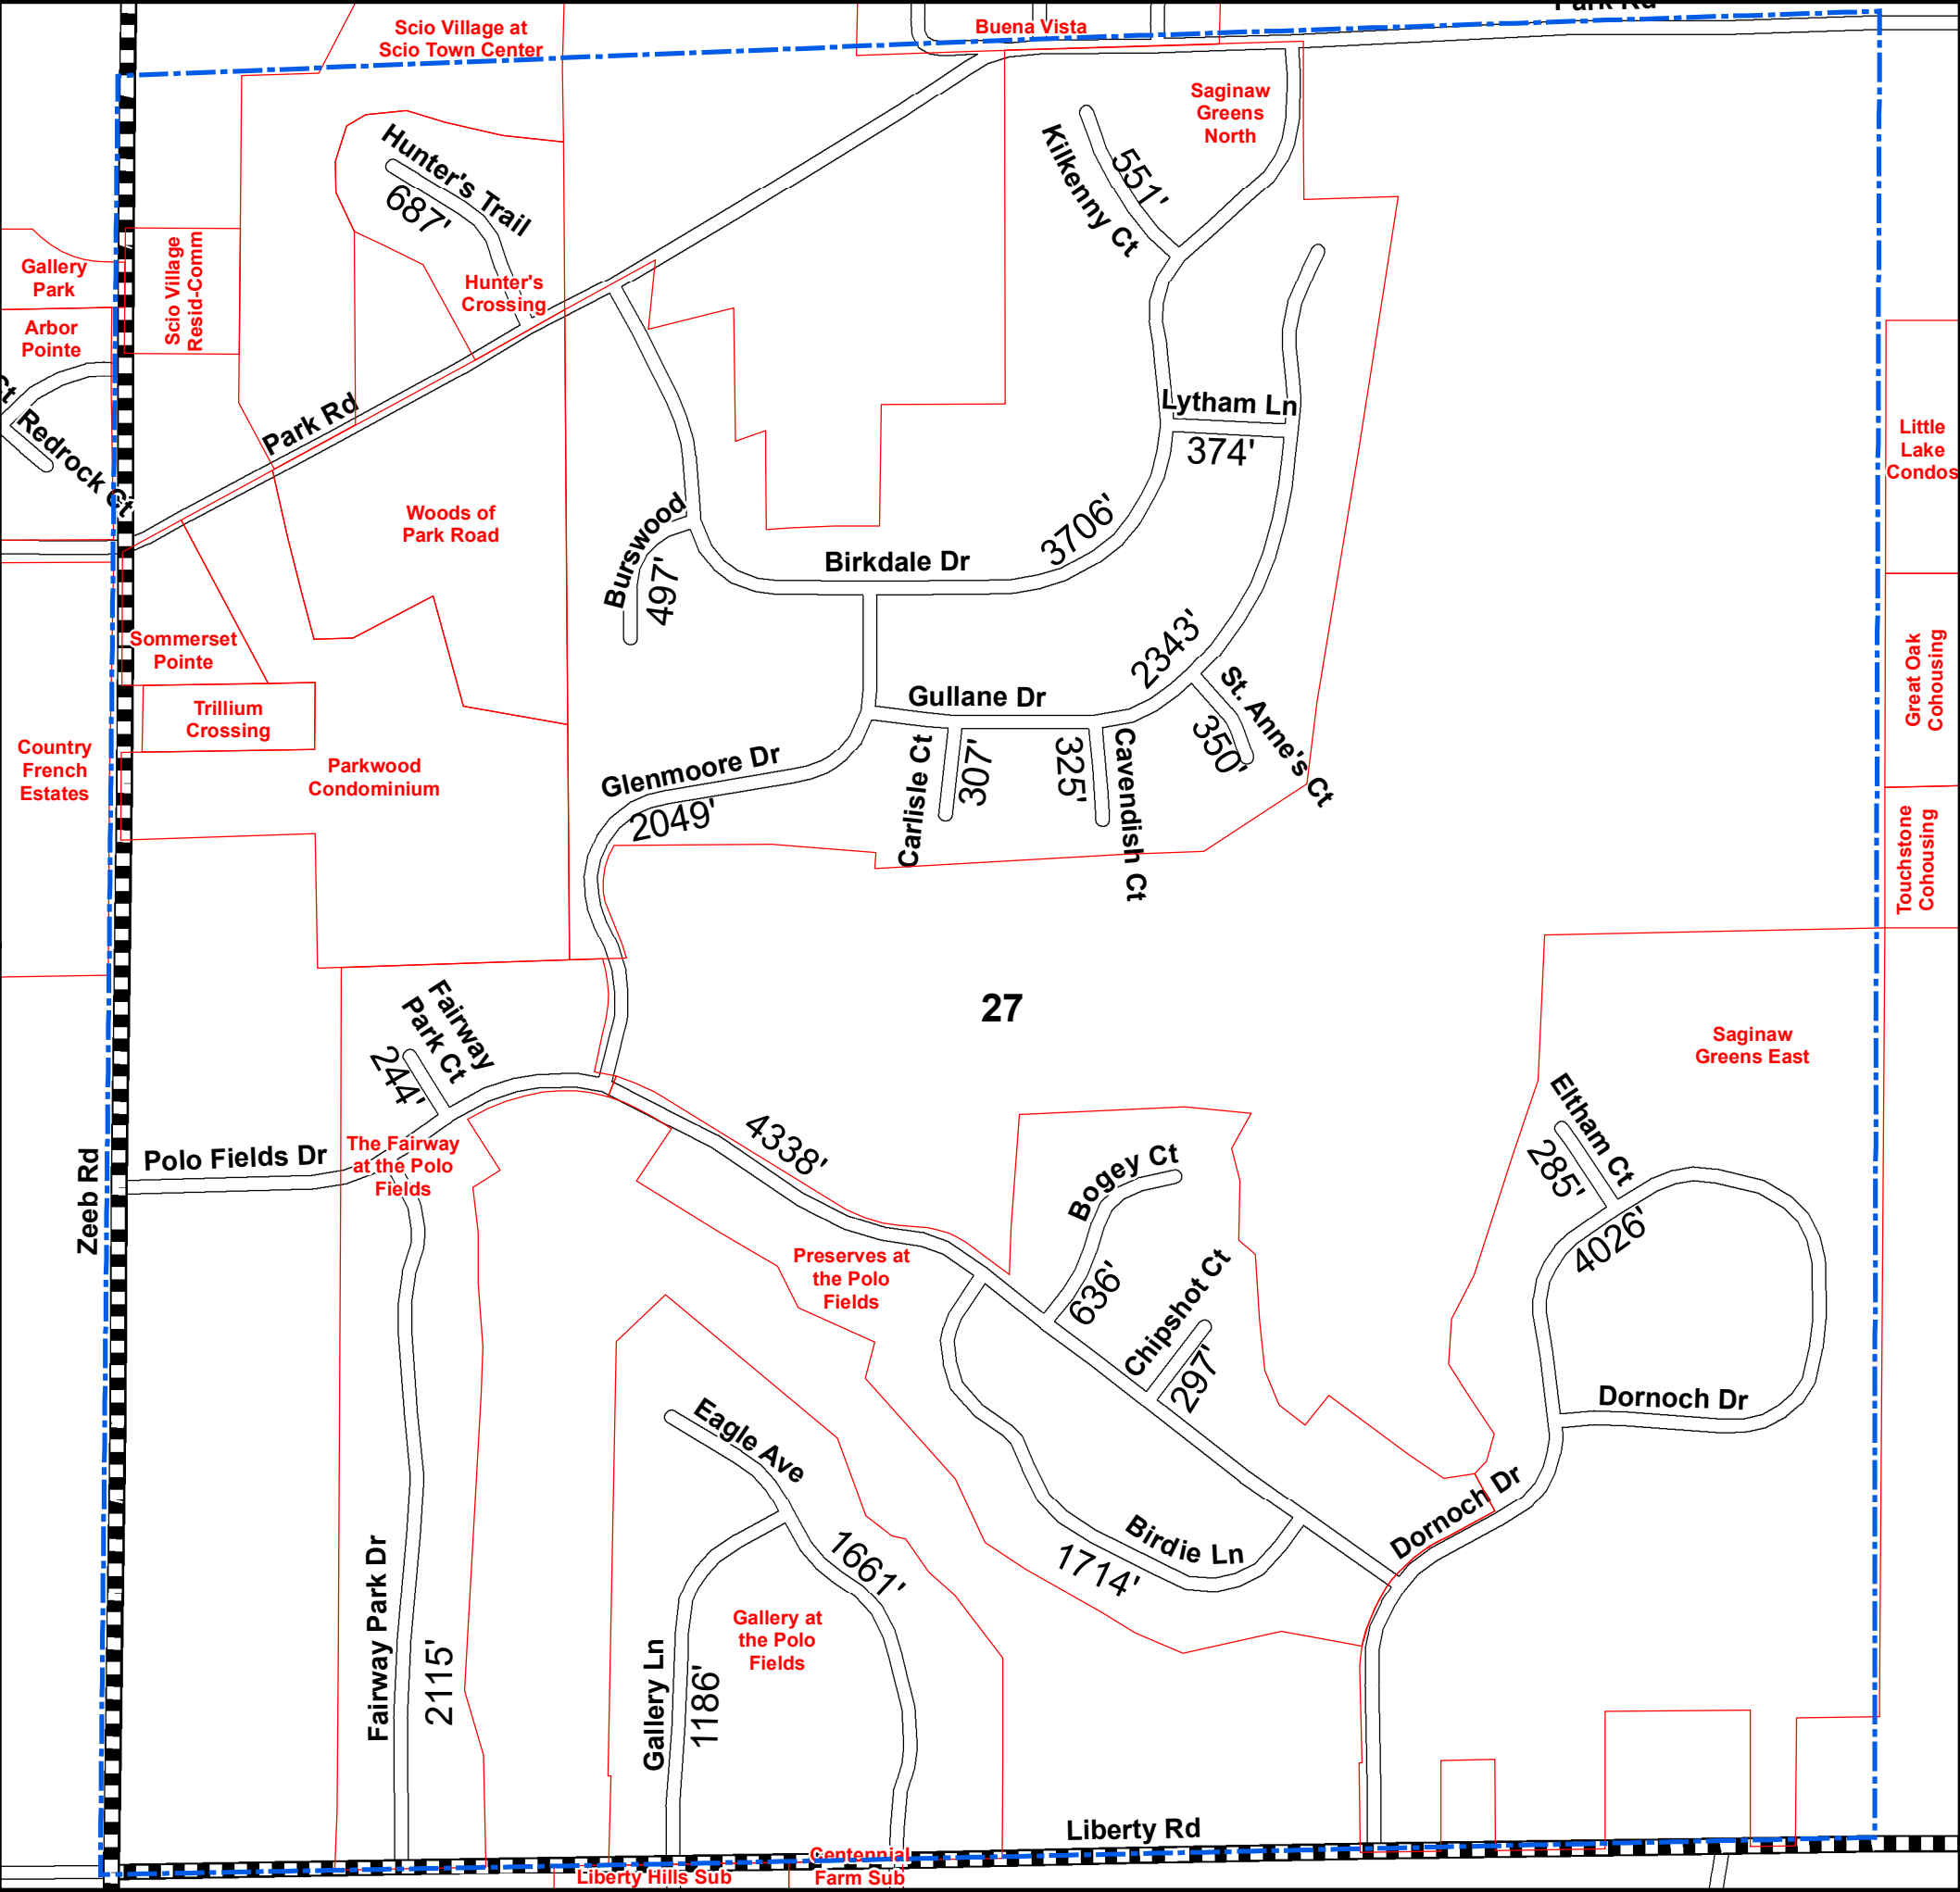 Park Rd
Scio Village at
Scio Town Center
Buena Vista
Saginaw
Greens
North
Hunter's Trail
687'
Kilkenny Ct
551'
Gallery
Park
Scio Village
Resid-Comm
Hunter's
Crossing
Arbor
Pointe
Ct
Redrock Ct
Park Rd
Lytham Ln
374'
Little
Lake
Condos
Woods of
Park Road
Burswood
497'
Birkdale Dr
3706'
Sommerset
Pointe
2343'
St. Anne's Ct
350'
Great Oak
Cohousing
Trillium
Crossing
Gullane Dr
Country
French
Estates
Parkwood
Condominium
Glenmoore Dr
2049'
Carlisle Ct
307'
325'
Cavendish Ct
Touchstone
Cohousing
27
Fairway
Park Ct
244'
Saginaw
Greens East
4338'
Eltham Ct
285'
4026'
Zeeb Rd
Polo Fields Dr
The Fairway
at the Polo
Fields
Bogey Ct
636'
Preserves at
the Polo
Fields
Chipshot Ct
297'
Dornoch Dr
Eagle Ave
1661'
Dornoch Dr
Birdie Ln
1714'
Fairway Park Dr
2115'
Gallery Ln
1186'
Gallery at
the Polo
Fields
Liberty Rd
Centennial
Farm Sub
Liberty Hills Sub